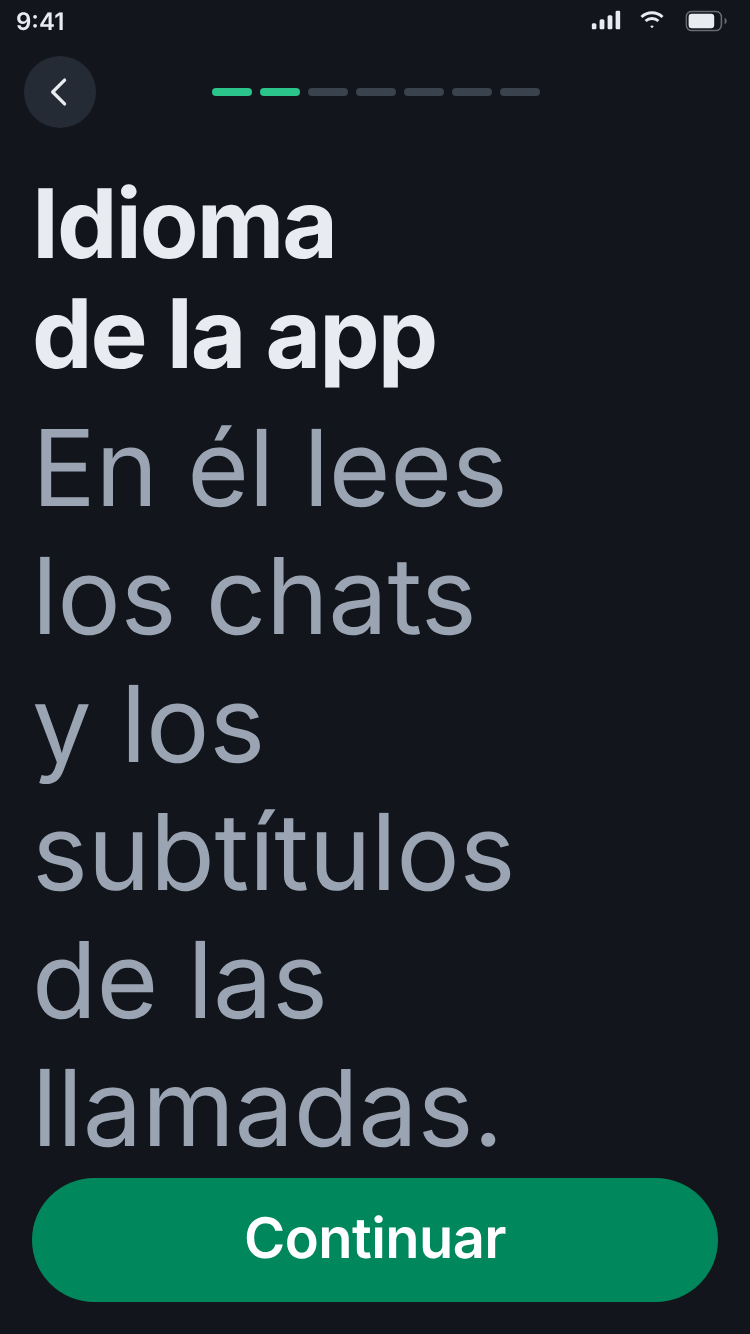 9:41
Idioma
de la app
En él lees
los chats
y los
subtítulos
de las
llamadas.
Continuar